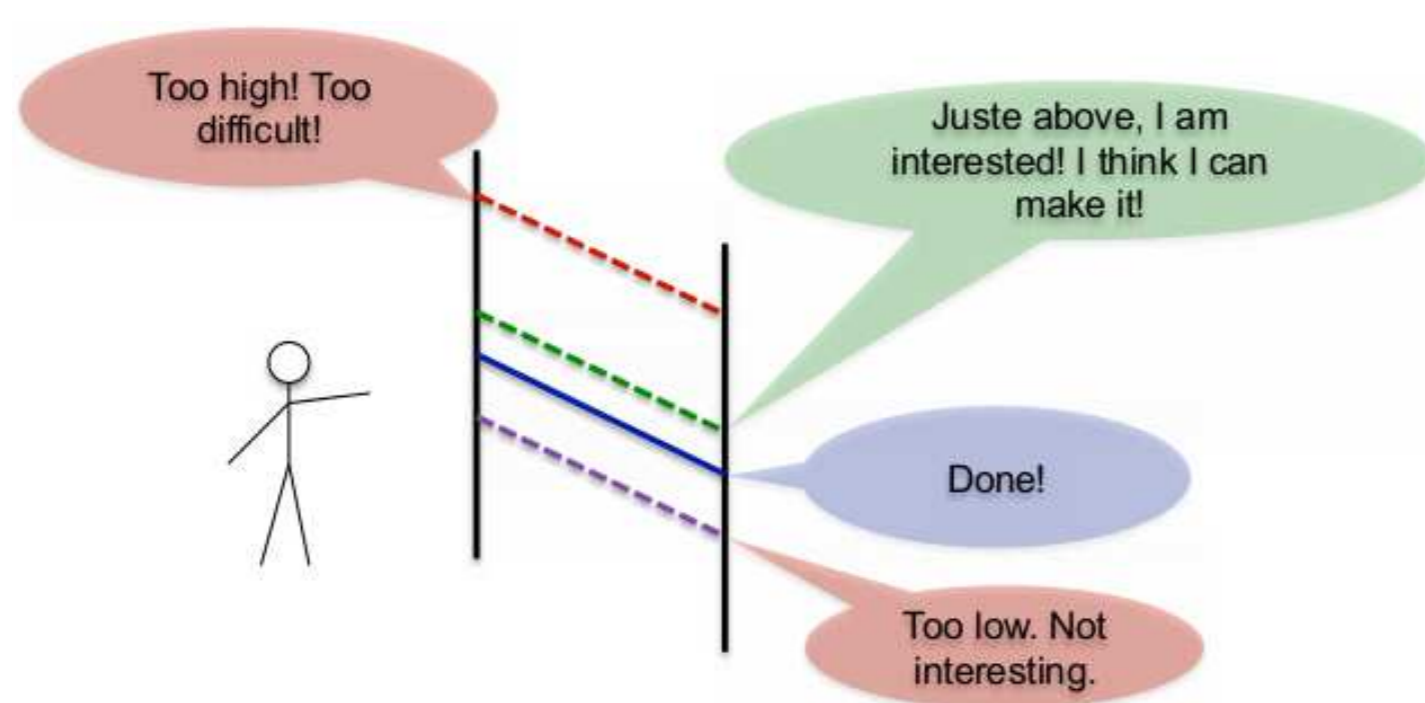 Too high! Too
difficult!
Juste above, I am
interested! I think I can
make it!
Done!
Too low. Not
interesting.